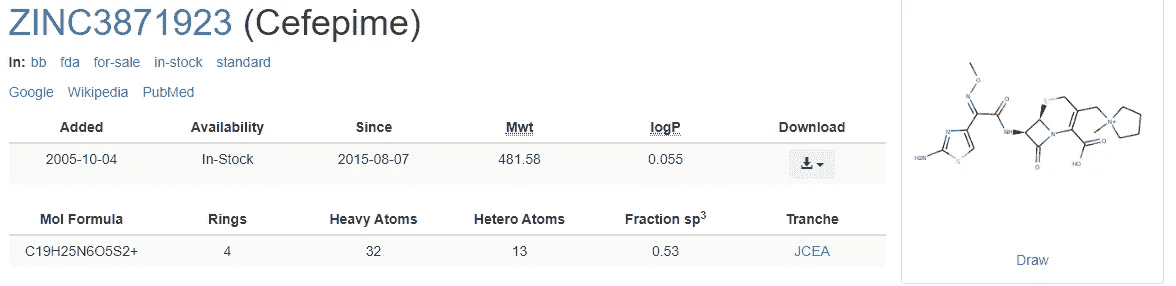 ZINC3871923 (Cefepime)
In: bb fda for-sale in-stock standard
Google Wikipedia PubMed
Added Availability Since Mwt logP Download
2005-10-04 In-Stock 2015-08-07 481.58 0.055
Mol Formula Rings Heavy Atoms Hetero Atoms Fraction sp³ Tranche
C19H25N6O5S2+ 4 32 13 0.53 JCEA
O
N
O
NH
N
S
H2N
S
N
O
O
HO
N+
Draw